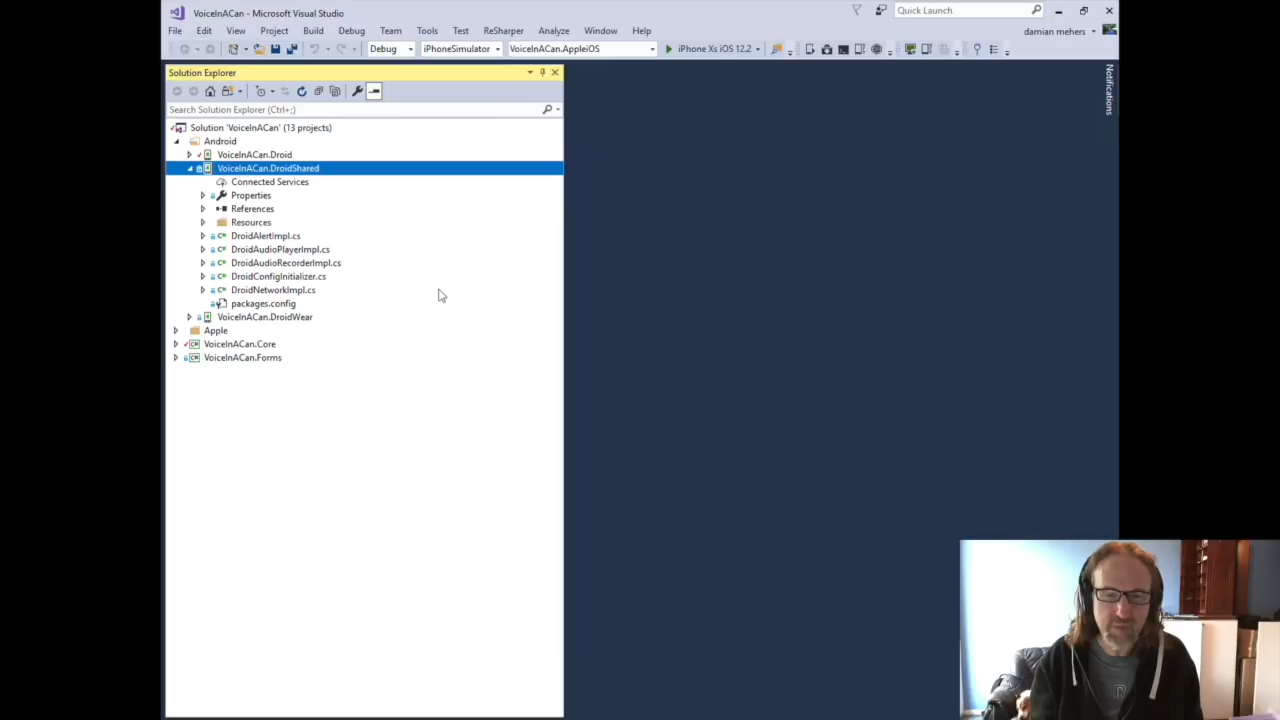 VoiceInACan - Microsoft Visual Studio
Quick Launch
File Edit View Project Build Debug Team Tools Test ReSharper Analyze Window Help
damian mehers
Debug iPhoneSimulator VoiceInACan.AppleiOS iPhone Xs iOS 12.2
Solution Explorer
Notifications
Search Solution Explorer (Ctrl+;)
Solution 'VoiceInACan' (13 projects)
Android
VoiceInACan.Droid
VoiceInACan.DroidShared
Connected Services
Properties
References
Resources
DroidAlertImpl.cs
DroidAudioPlayerImpl.cs
DroidAudioRecorderImpl.cs
DroidConfigInitializer.cs
DroidNetworkImpl.cs
packages.config
VoiceInACan.DroidWear
Apple
VoiceInACan.Core
VoiceInACan.Forms